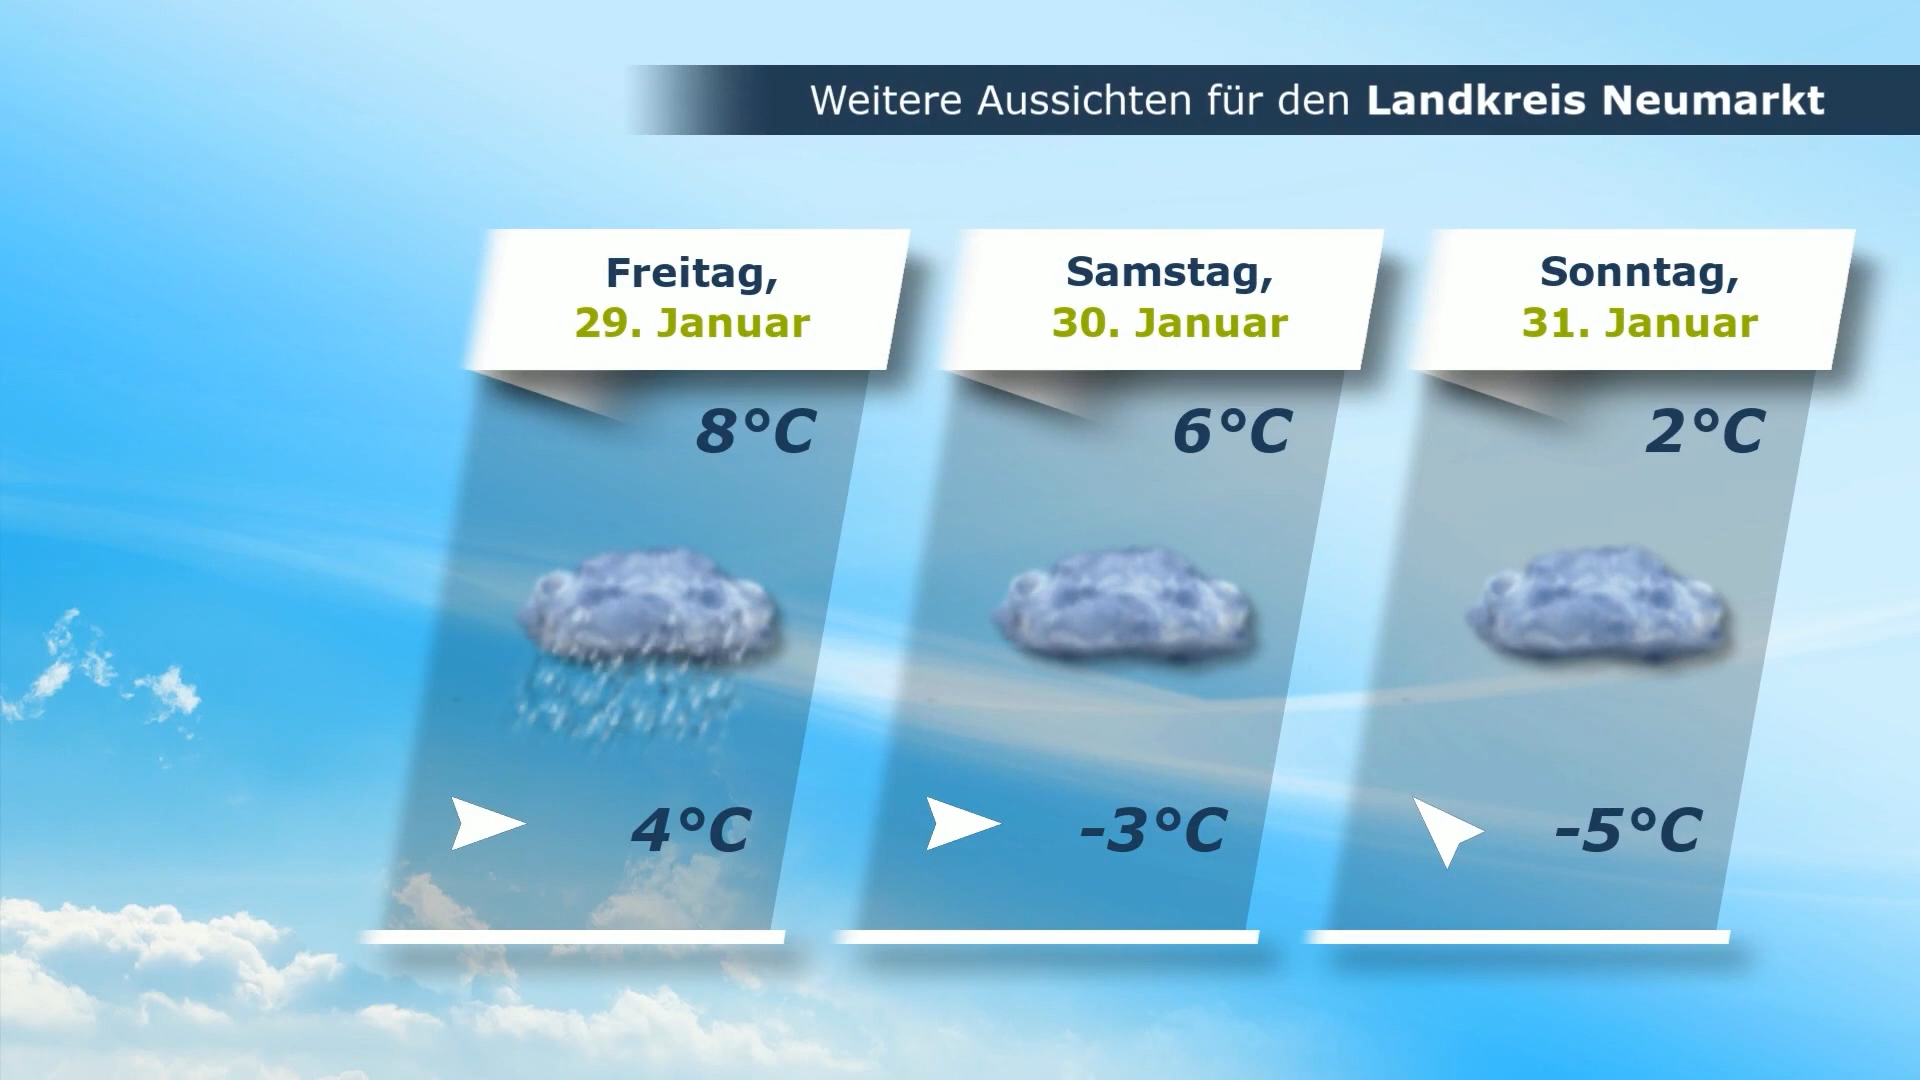 Weitere Aussichten für den Landkreis Neumarkt
Freitag,
29. Januar
8°C
4°C
Samstag,
30. Januar
6°C
-3°C
Sonntag,
31. Januar
2°C
-5°C